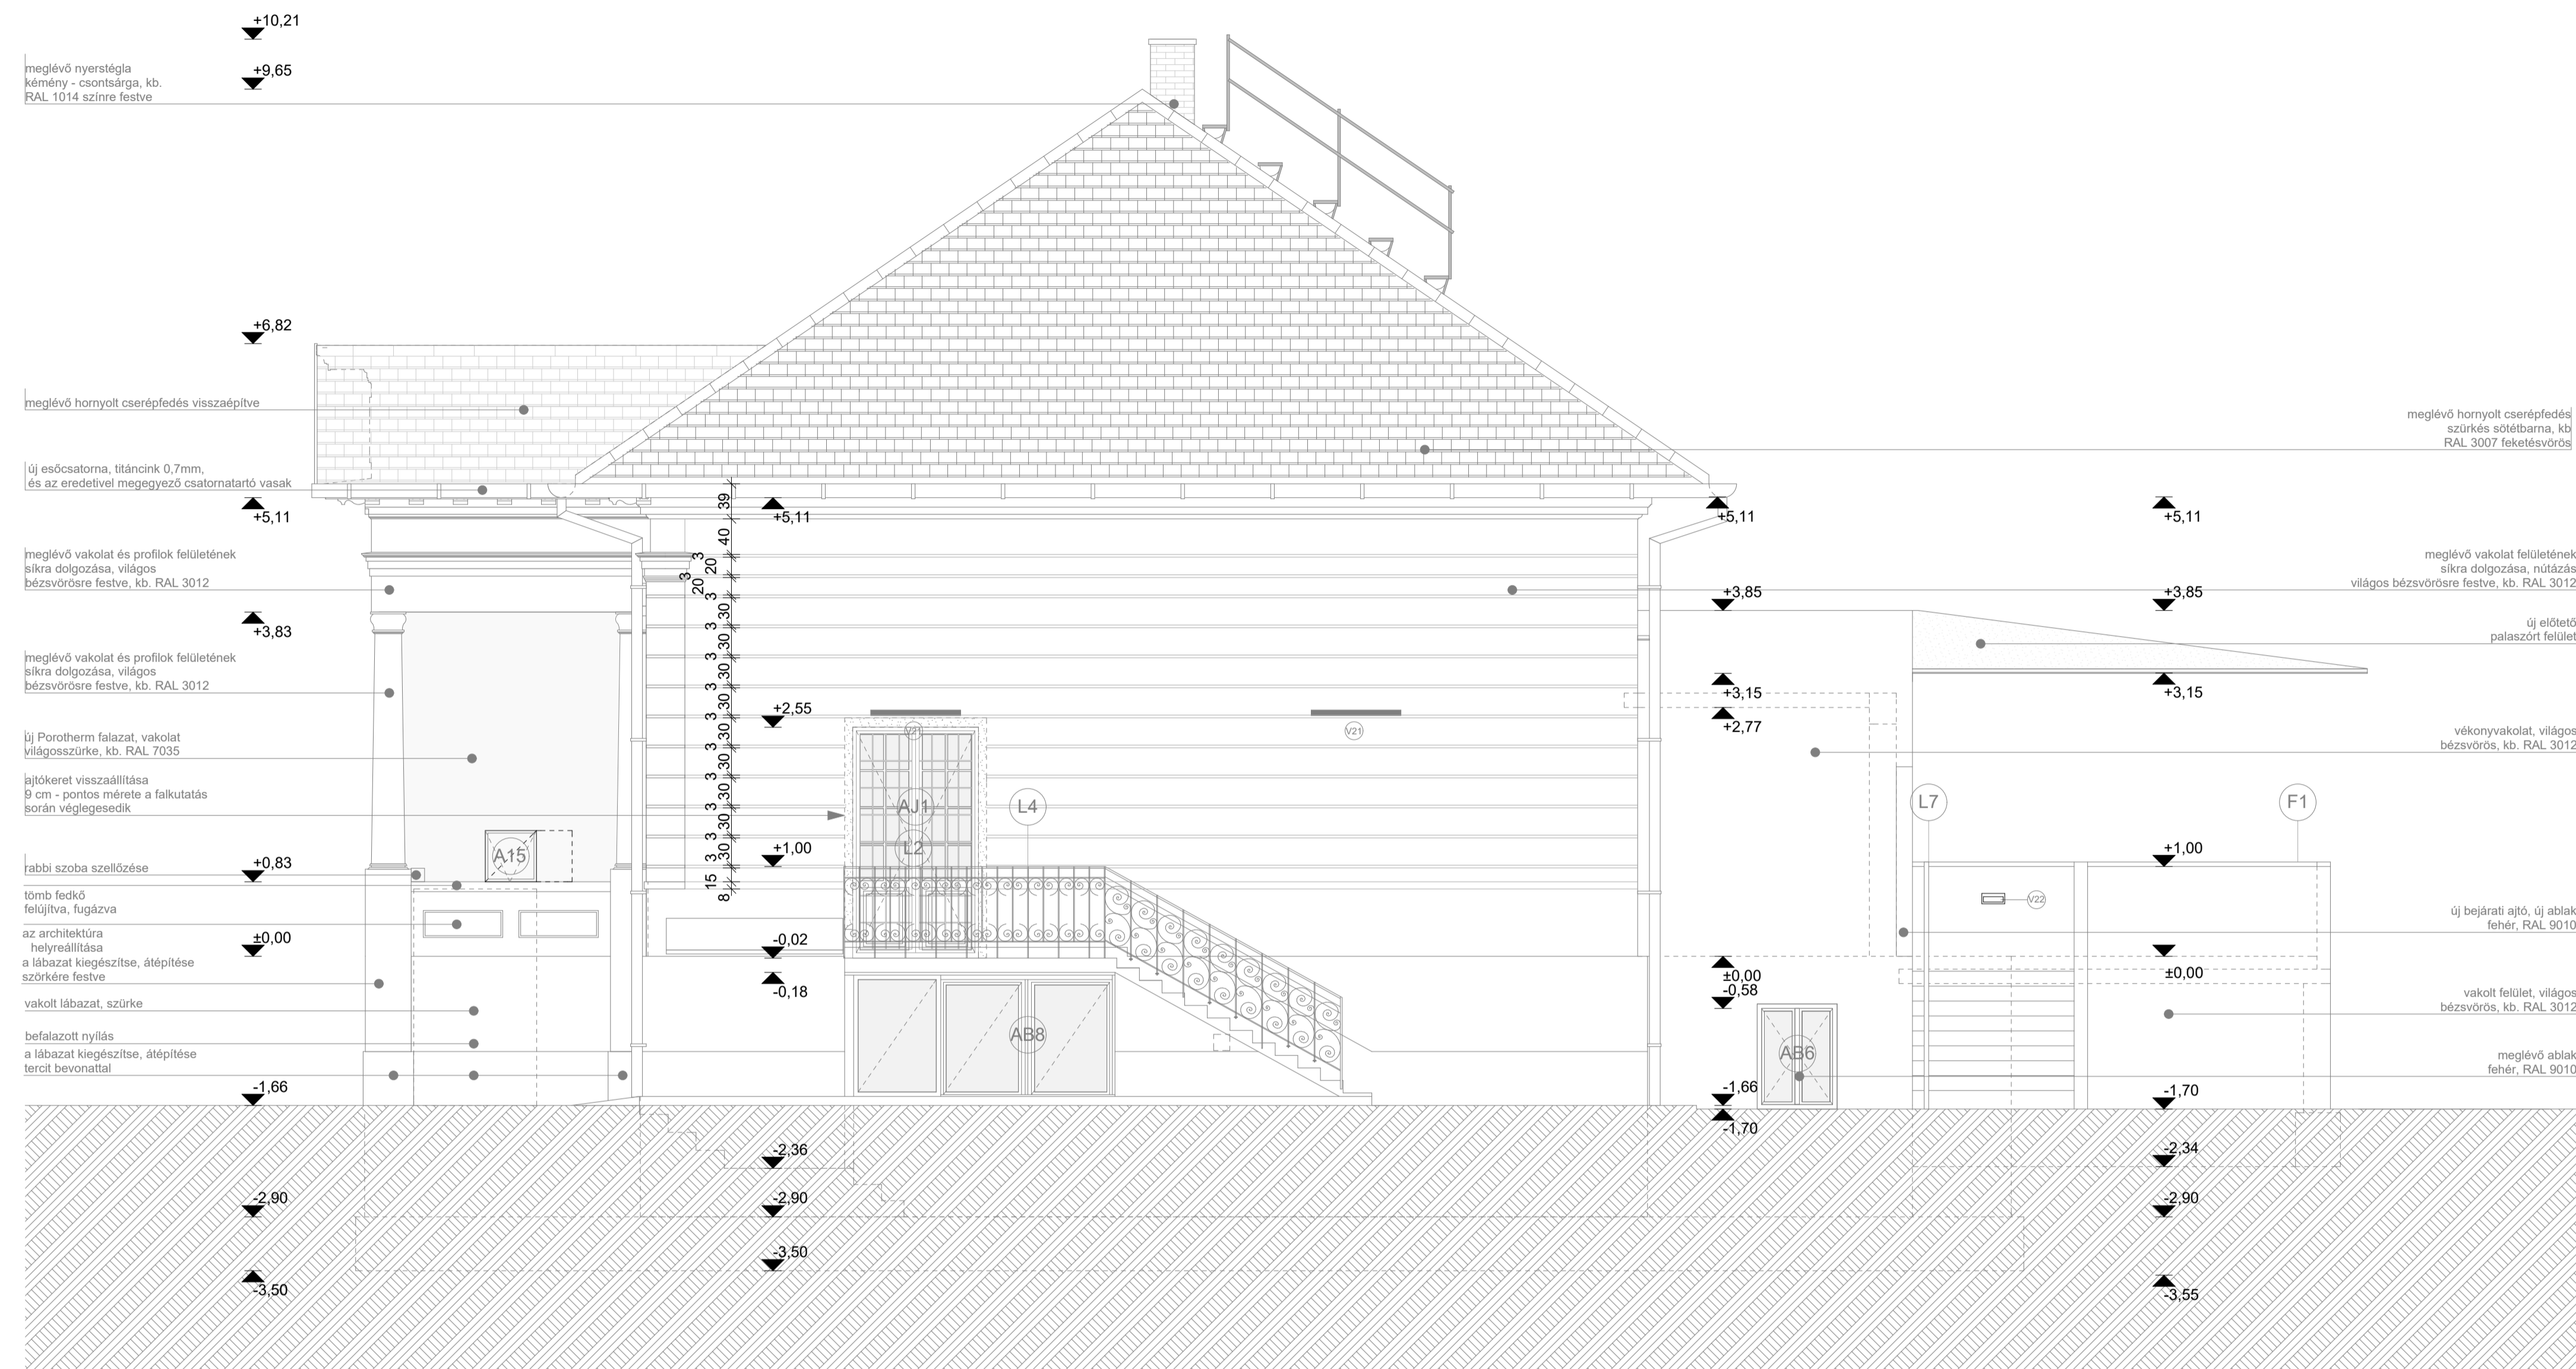 +10,21
meglévő nyerstégla
kémény - csontsárga, kb.
RAL 1014 színre festve
+9,65
+6,82
meglévő hornyolt cserépfedés visszaépítve
meglévő hornyolt cserépfedés
szürkés sötétbarna, kb
RAL 3007 feketésvörös
új esőcsatorna, titáncink 0,7mm,
és az eredetivel megegyező csatornatartó vasak
+5,11
+5,11
+5,11
+5,11
39
40
3
20
3
20
3
30
3
30
3
30
3
30
3
30
3
30
3
30
3
30
3
30
3
15
8
meglévő vakolat és profilok felületének
síkra dolgozása, világos
bézsvörösre festve, kb. RAL 3012
meglévő vakolat felületének
síkra dolgozása, nútázás
világos bézsvörösre festve, kb. RAL 3012
+3,83
+3,85
+3,85
új előtető
palaszórt felület
meglévő vakolat és profilok felületének
síkra dolgozása, világos
bézsvörösre festve, kb. RAL 3012
+3,15
+3,15
+2,77
+2,55
V21
V21
új Porotherm falazat, vakolat
világosszürke, kb. RAL 7035
vékonyvakolat, világos
bézsvörös, kb. RAL 3012
ajtókeret visszaállítása
9 cm - pontos mérete a falkutatás
során véglegesedik
AJ1
L4
L7
F1
L2
A15
+1,00
+1,00
rabbi szoba szellőzése
+0,83
tömb fedkő
felújítva, fugázva
V22
új bejárati ajtó, új ablak
fehér, RAL 9010
az architektúra
helyreállítása
±0,00
-0,02
±0,00
±0,00
a lábazat kiegészítse, átépítése
szörkére festve
-0,18
-0,58
vakolt lábazat, szürke
vakolt felület, világos
bézsvörös, kb. RAL 3012
befalazott nyílás
AB8
AB6
a lábazat kiegészítse, átépítése
tercit bevonattal
meglévő ablak
fehér, RAL 9010
-1,66
-1,66
-1,70
-1,70
-2,36
-2,34
-2,90
-2,90
-2,90
-3,50
-3,50
-3,55